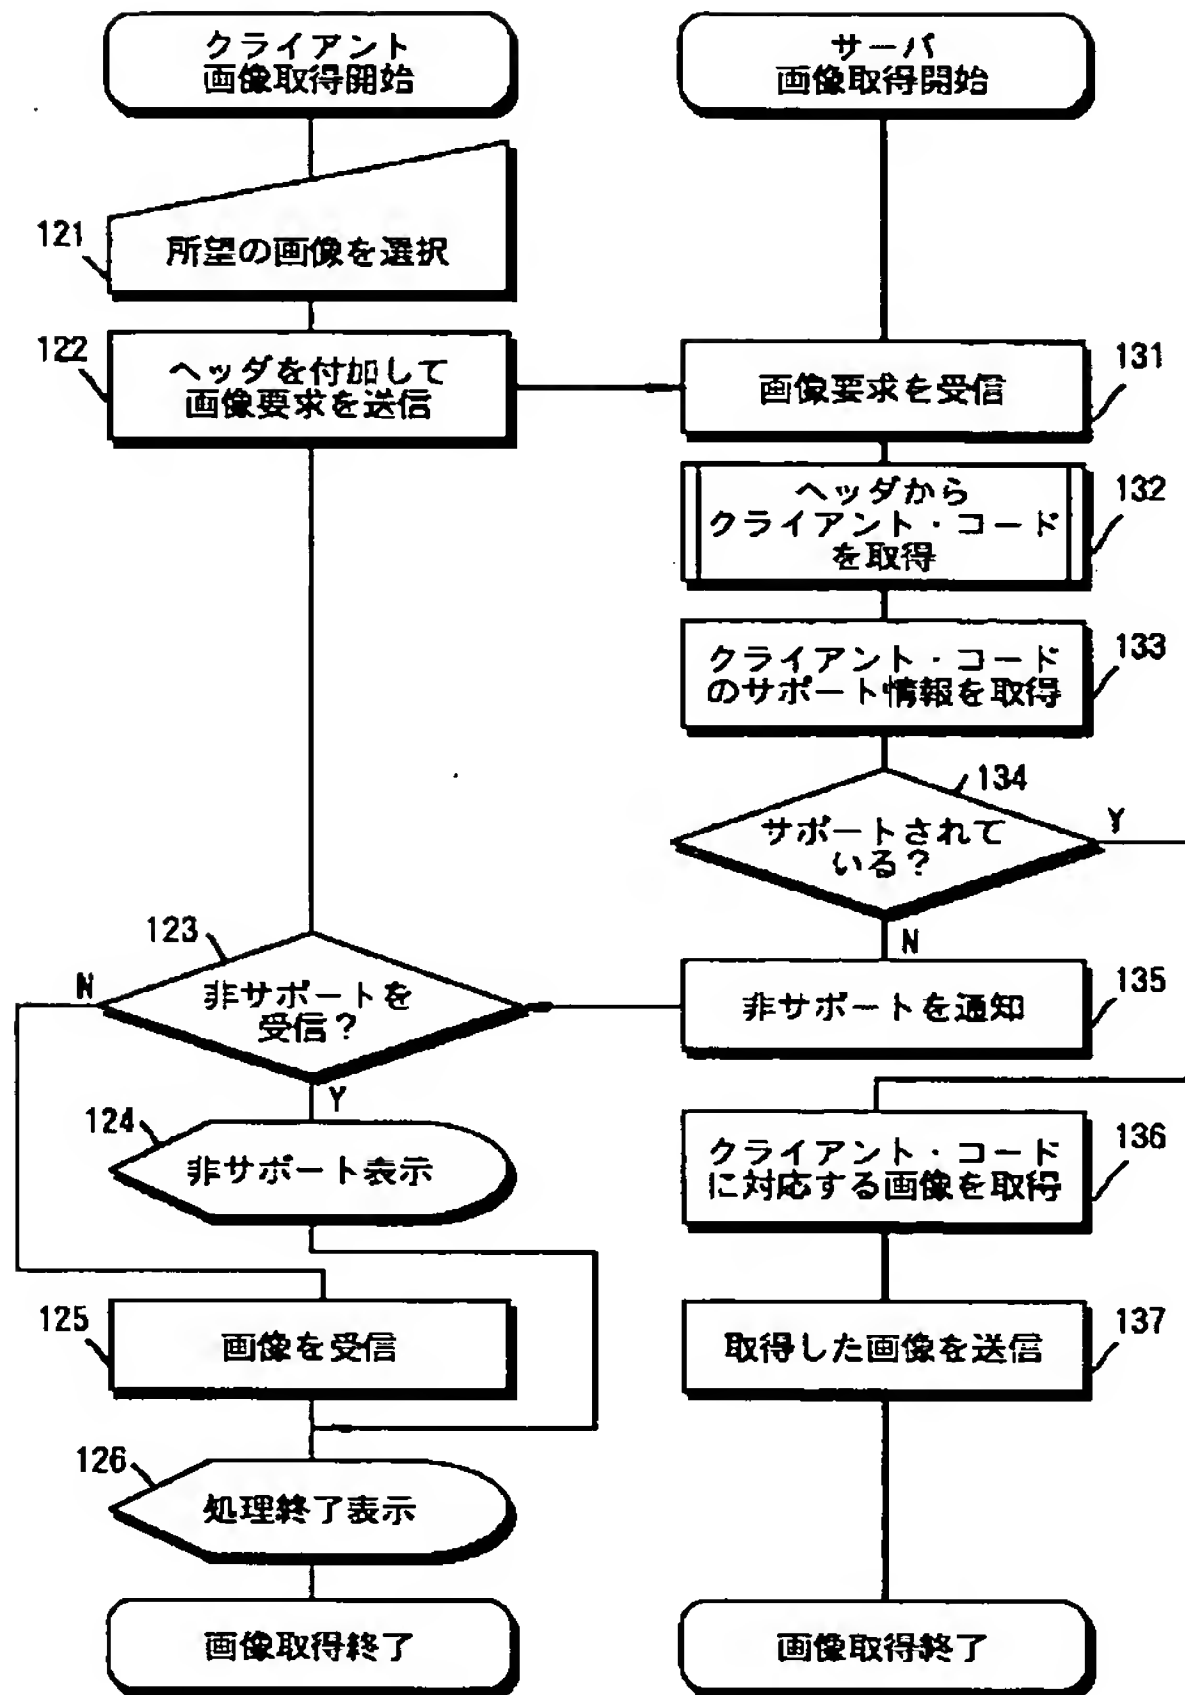 クライアント
画像取得開始
121
所望の画像を選択
122
ヘッダを付加して
画像要求を送信
123
非サポートを
受信?
N
Y
124
非サポート表示
125
画像を受信
126
処理終了表示
画像取得終了
サーバ
画像取得開始
131
画像要求を受信
132
ヘッダから
クライアント・コード
を取得
133
クライアント・コード
のサポート情報を取得
134
サポートされて
いる?
Y
N
135
非サポートを通知
136
クライアント・コード
に対応する画像を取得
137
取得した画像を送信
画像取得終了